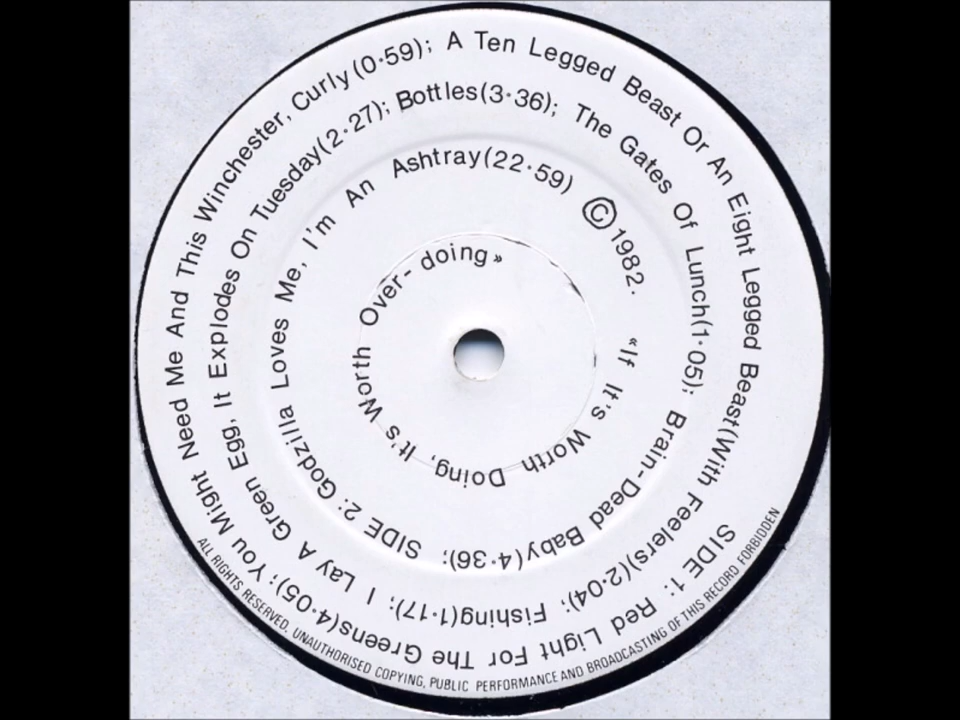 SIDE 1: Red Light For The Greens(4·05); You Might Need Me And This Winchester, Curly(0·59); A Ten Legged Beast Or An Eight Legged Beast(With Feelers)(2·04); Fishing(1·17); I Lay A Green Egg, It Explodes On Tuesday(2·27); Bottles(3·36); The Gates Of Lunch(1·05); Brain-Dead Baby(4·36); SIDE 2: Godzilla Loves Me, I'm An Ashtray(22·59) ©1982. «If It's Worth Doing, It's Worth Over-doing»
ALL RIGHTS RESERVED. UNAUTHORISED COPYING, PUBLIC PERFORMANCE AND BROADCASTING OF THIS RECORD FORBIDDEN